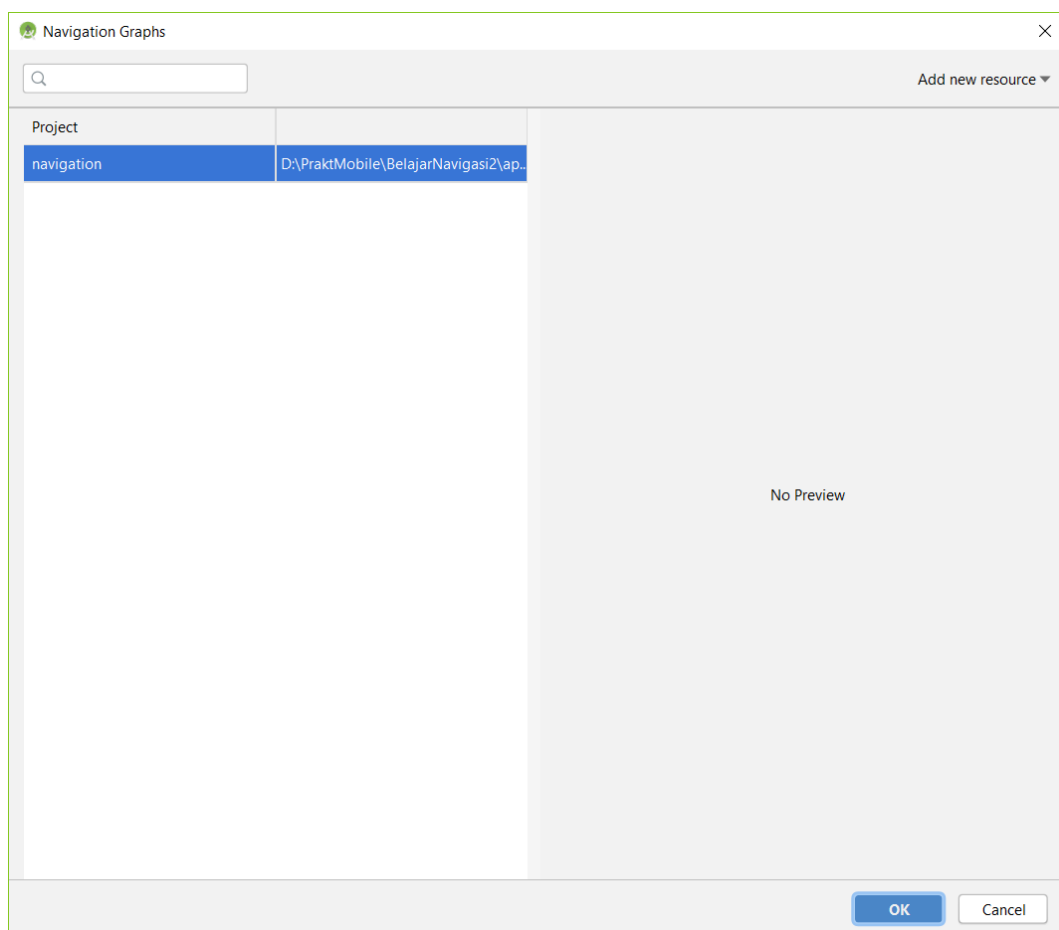 Navigation Graphs
Add new resource
Project
navigation D:\PraktMobile\BelajarNavigasi2\ap...
No Preview
OK Cancel